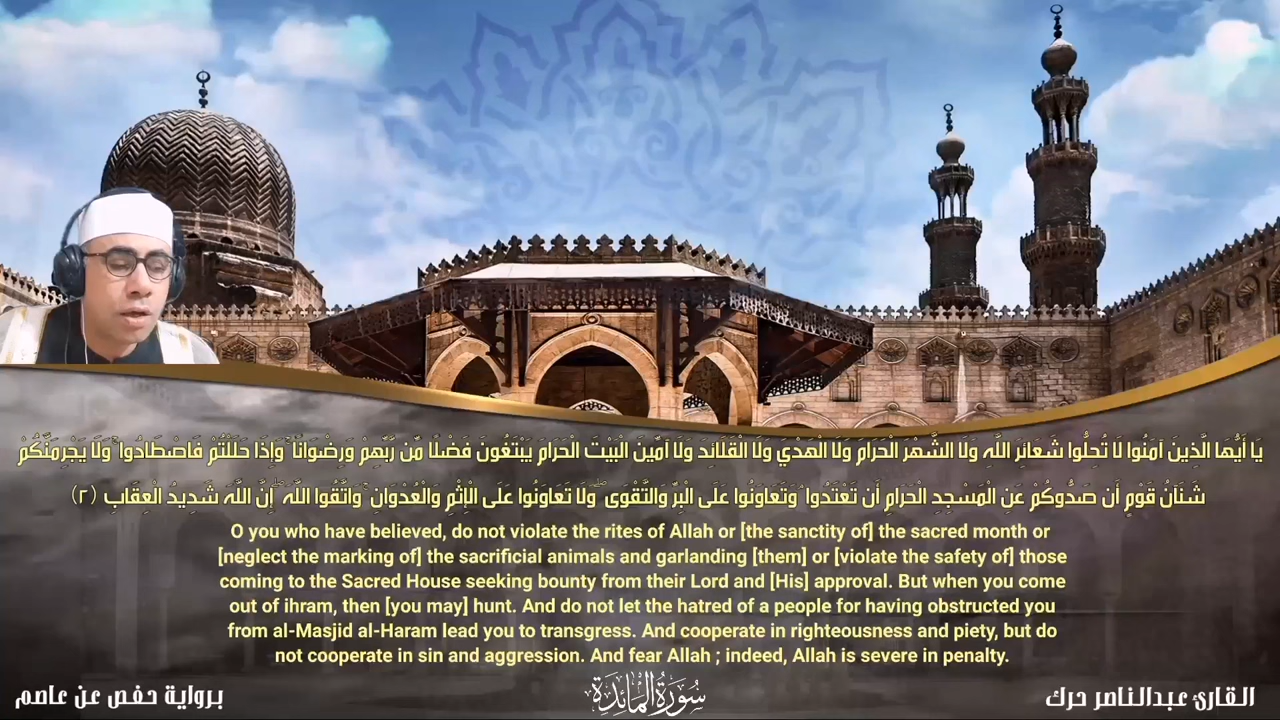 يَا أَيُّهَا الَّذِينَ آمَنُوا لَا تُحِلُّوا شَعَائِرَ اللَّهِ وَلَا الشَّهْرَ الْحَرَامَ وَلَا الْهَدْيَ وَلَا الْقَلَائِدَ وَلَا آمِّينَ الْبَيْتَ الْحَرَامَ يَبْتَغُونَ فَضْلًا مِّن رَّبِّهِمْ وَرِضْوَانًا ۚ وَإِذَا حَلَلْتُمْ فَاصْطَادُوا ۚ وَلَا يَجْرِمَنَّكُمْ
شَنَآنُ قَوْمٍ أَن صَدُّوكُمْ عَنِ الْمَسْجِدِ الْحَرَامِ أَن تَعْتَدُوا ۘ وَتَعَاوَنُوا عَلَى الْبِرِّ وَالتَّقْوَىٰ ۖ وَلَا تَعَاوَنُوا عَلَى الْإِثْمِ وَالْعُدْوَانِ ۚ وَاتَّقُوا اللَّهَ ۖ إِنَّ اللَّهَ شَدِيدُ الْعِقَابِ (٢)
O you who have believed, do not violate the rites of Allah or [the sanctity of] the sacred month or
[neglect the marking of] the sacrificial animals and garlanding [them] or [violate the safety of] those
coming to the Sacred House seeking bounty from their Lord and [His] approval. But when you come
out of ihram, then [you may] hunt. And do not let the hatred of a people for having obstructed you
from al-Masjid al-Haram lead you to transgress. And cooperate in righteousness and piety, but do
not cooperate in sin and aggression. And fear Allah ; indeed, Allah is severe in penalty.
القارئ عبدالناصر حرك
سُورَةُ الْمَائِدَةِ
برواية حفص عن عاصم